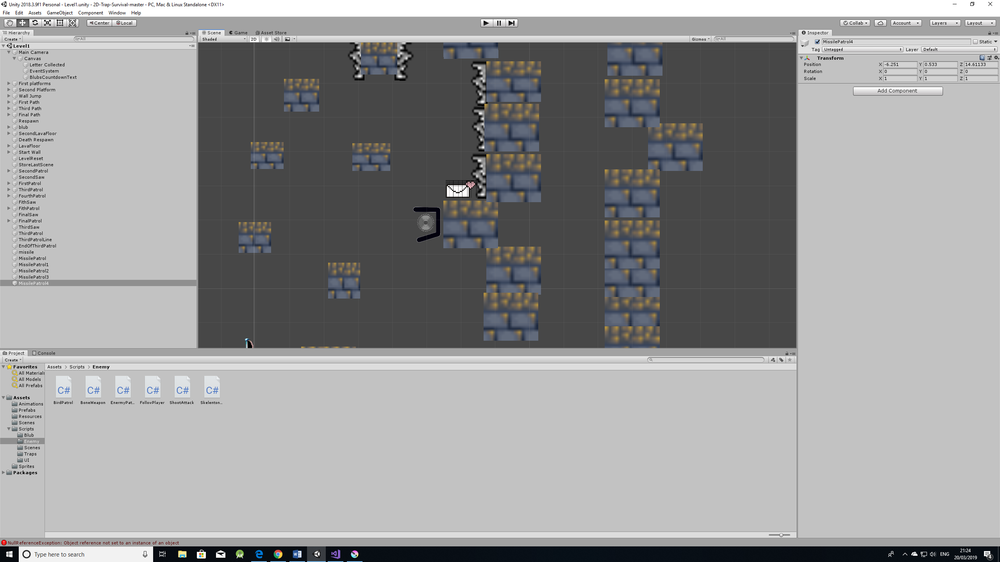 Unity 2018.3.9f1 Personal - Level1.unity - 2D-Trap-Survival-master - PC, Mac & Linux Standalone <DX11>
File Edit Assets GameObject Component Window Help
Center Local Collab Account Layers Layout
Hierarchy
Create All
Level1
Main Camera
Canvas
Letter Collected
EventSystem
BlubsCountdownText
First platforms
Second Platform
Wall Jump
First Path
Third Path
Final Path
Respawn
blub
SecondLavaFloor
Death Respawn
LavaFloor
Start Wall
LevelReset
StoreLastScene
SecondPatrol
SecondSaw
FirstPatrol
ThirdPatrol
FourthPatrol
FithSaw
FithPatrol
FinalSaw
FinalPatrol
ThirdSaw
ThirdPatrol
ThirdPatrolLine
EndOfThirdPatrol
missile
MissilePatrol
MissilePatrol1
MissilePatrol2
MissilePatrol3
MissilePatrol4
Scene Game Asset Store
Shaded 2D Gizmos All
Inspector
MissilePatrol4 Static
Tag Untagged Layer Default
Transform
Position X -6.251 Y 0.533 Z 14.61133
Rotation X 0 Y 0 Z 0
Scale X 1 Y 1 Z 1
Add Component
Project Console
Create
Favorites
All Materials
All Models
All Prefabs
Assets
Animations
Prefabs
Resources
Scenes
Scripts
Blub
Enemy
Scenes
Traps
UI
Sprites
Packages
Assets > Scripts > Enemy
C# C# C# C# C# C#
BirdPatrol BoneWeapon EnermyPat... FollowPlayer ShootAttack Skelenton...
NullReferenceException: Object reference not set to an instance of an object
Type here to search
ENG
21:24
20/03/2019
4